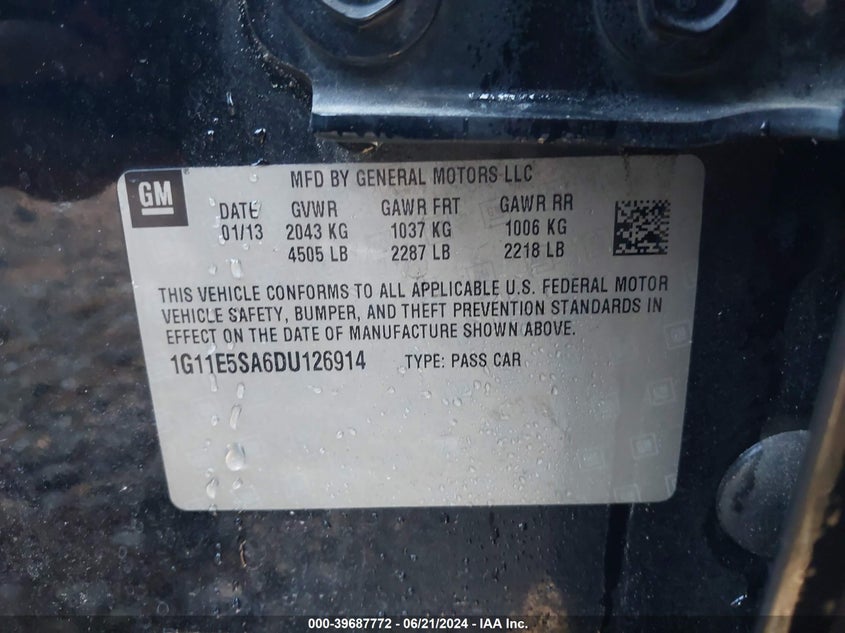 GM
MFD BY GENERAL MOTORS LLC
DATE GVWR GAWR FRT GAWR RR
01/13 2043 KG 1037 KG 1006 KG
4505 LB 2287 LB 2218 LB
THIS VEHICLE CONFORMS TO ALL APPLICABLE U.S. FEDERAL MOTOR
VEHICLE SAFETY, BUMPER, AND THEFT PREVENTION STANDARDS IN
EFFECT ON THE DATE OF MANUFACTURE SHOWN ABOVE.
1G11E5SA6DU126914 TYPE: PASS CAR
000-39687772 - 06/21/2024 - IAA Inc.